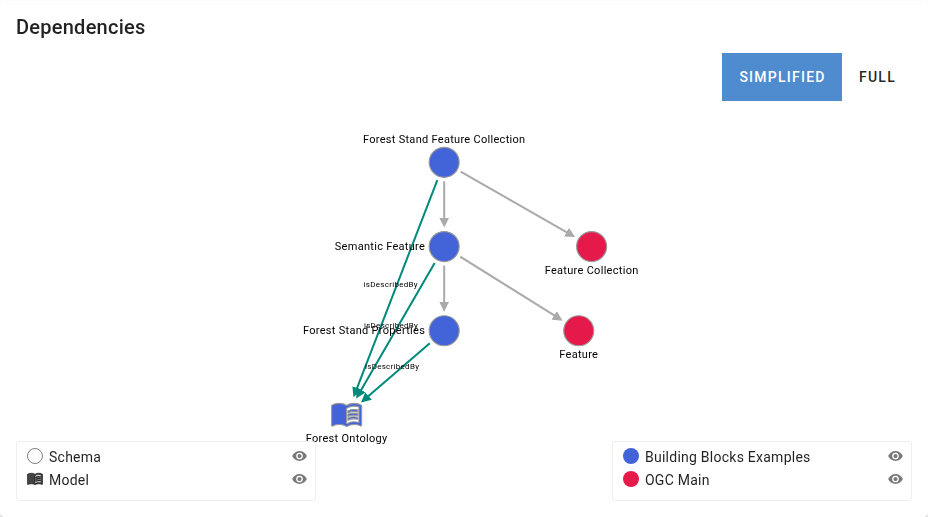 Dependencies
SIMPLIFIED
FULL
Forest Stand Feature Collection
Semantic Feature
Feature Collection
isDescribedBy
isDescribedBy
Forest Stand Properties
Feature
isDescribedBy
Forest Ontology
Schema
Model
Building Blocks Examples
OGC Main